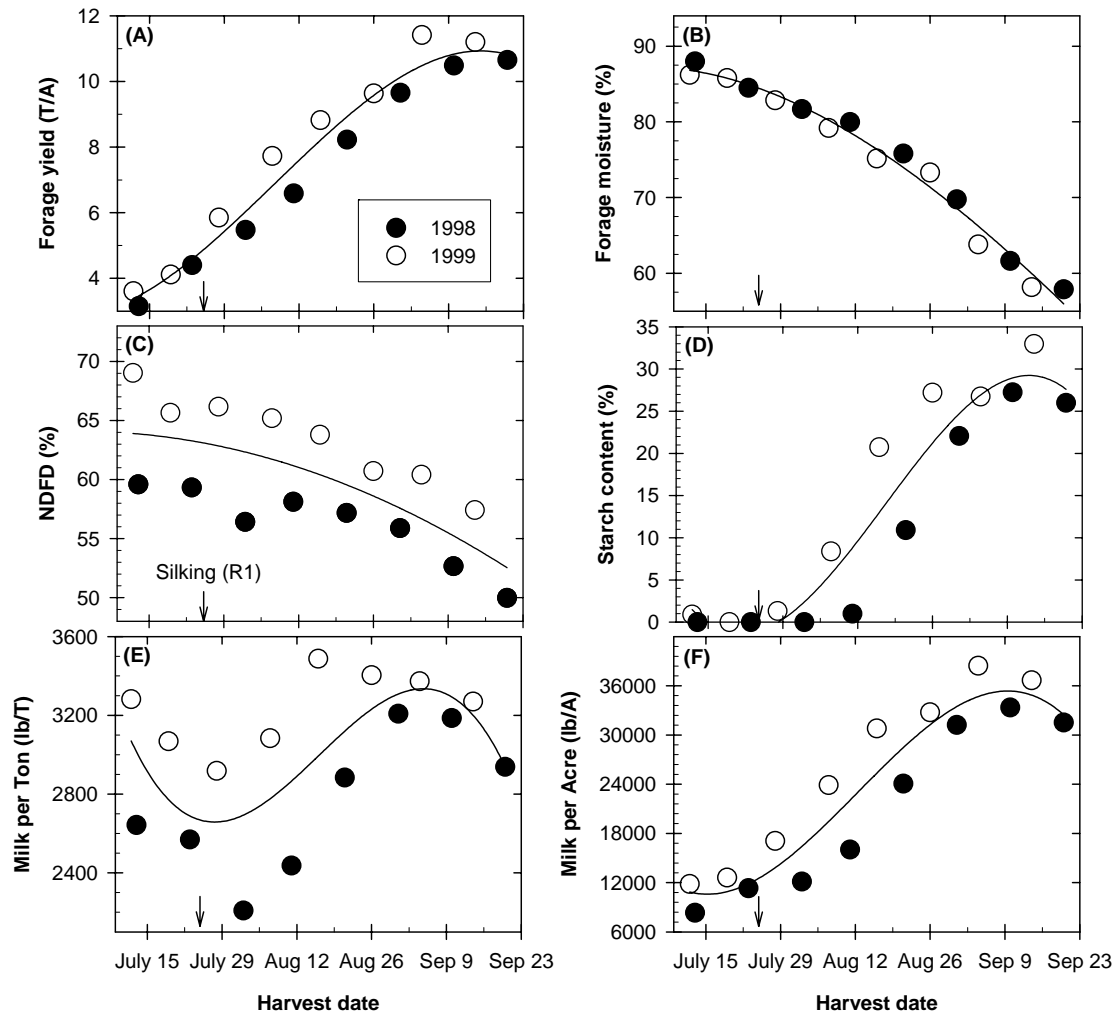 (A)
Forage yield (T/A)
12
10
8
6
4
1998
1999
(B)
Forage moisture (%)
90
80
70
60
(C)
NDFD (%)
70
65
60
55
50
Silking (R1)
(D)
Starch content (%)
35
30
25
20
15
10
5
0
(E)
Milk per Ton (lb/T)
3600
3200
2800
2400
July 15 July 29 Aug 12 Aug 26 Sep 9 Sep 23
Harvest date
(F)
Milk per Acre (lb/A)
36000
30000
24000
18000
12000
6000
July 15 July 29 Aug 12 Aug 26 Sep 9 Sep 23
Harvest date